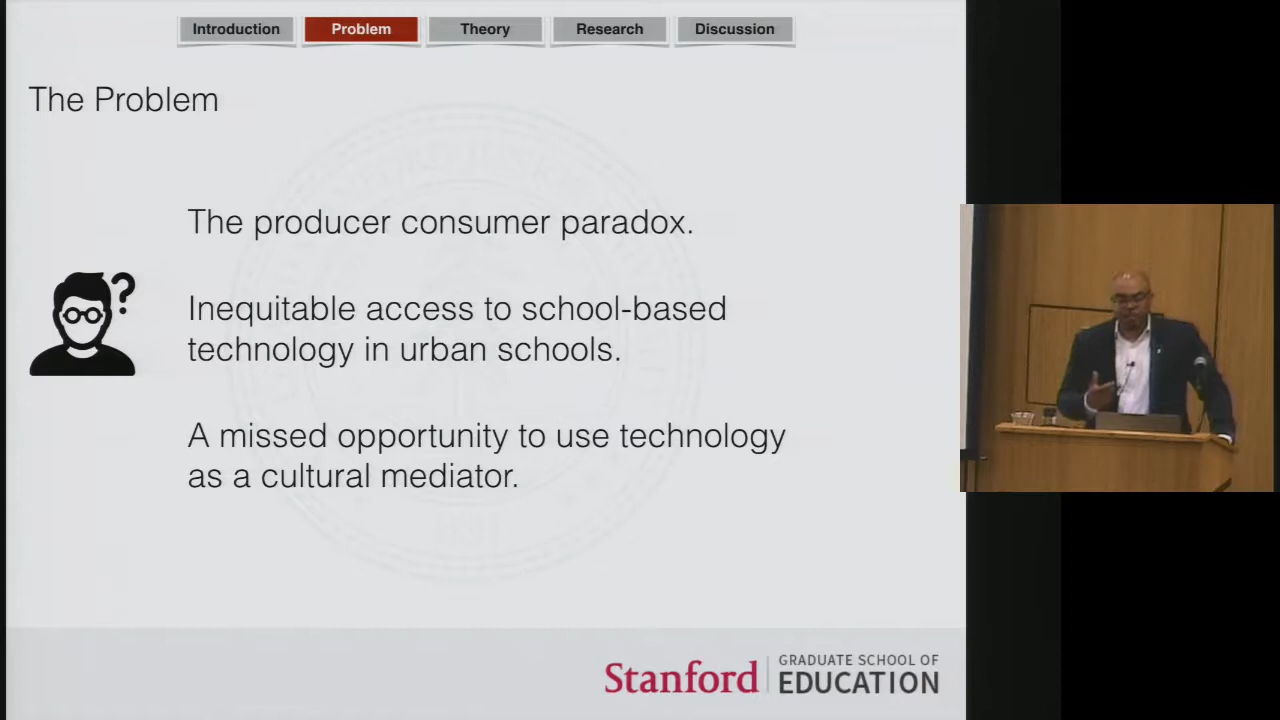 Introduction
Problem
Theory
Research
Discussion
The Problem
The producer consumer paradox.
Inequitable access to school-based
technology in urban schools.
A missed opportunity to use technology
as a cultural mediator.
?
Stanford
GRADUATE SCHOOL OF
EDUCATION